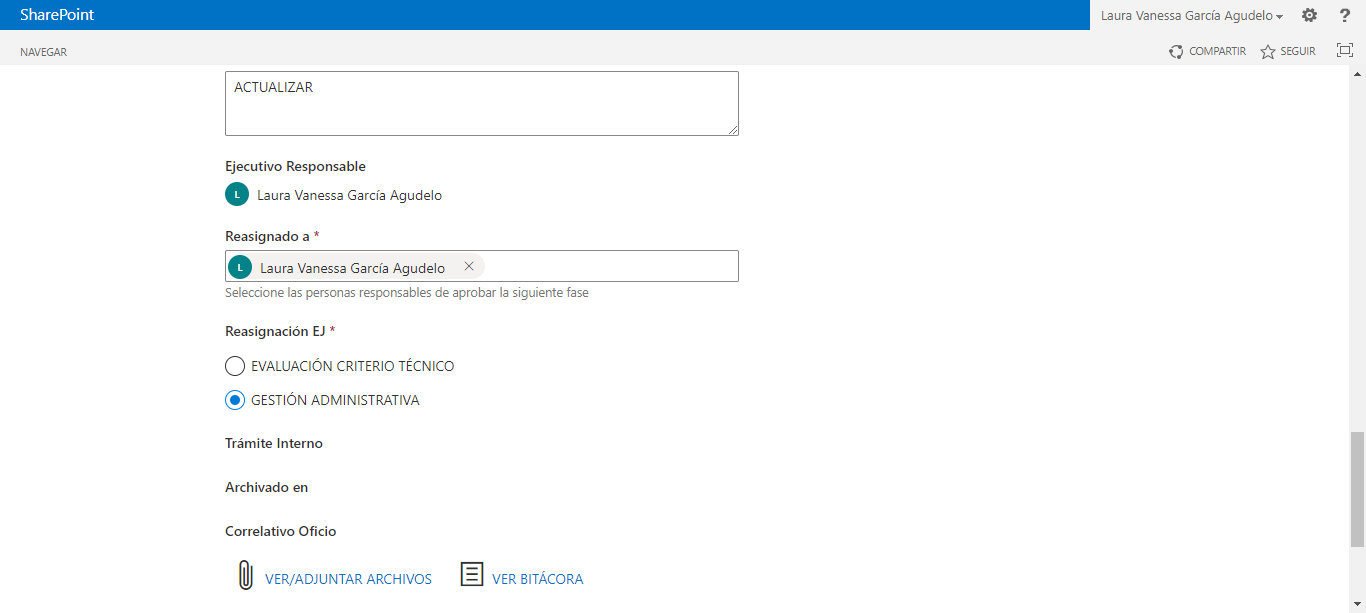 SharePoint
Laura Vanessa García Agudelo
?
NAVEGAR
COMPARTIR
SEGUIR
ACTUALIZAR
Ejecutivo Responsable
L
Laura Vanessa García Agudelo
Reasignado a *
L
Laura Vanessa García Agudelo
Seleccione las personas responsables de aprobar la siguiente fase
Reasignación EJ *
EVALUACIÓN CRITERIO TÉCNICO
GESTIÓN ADMINISTRATIVA
Trámite Interno
Archivado en
Correlativo Oficio
VER/ADJUNTAR ARCHIVOS
VER BITÁCORA